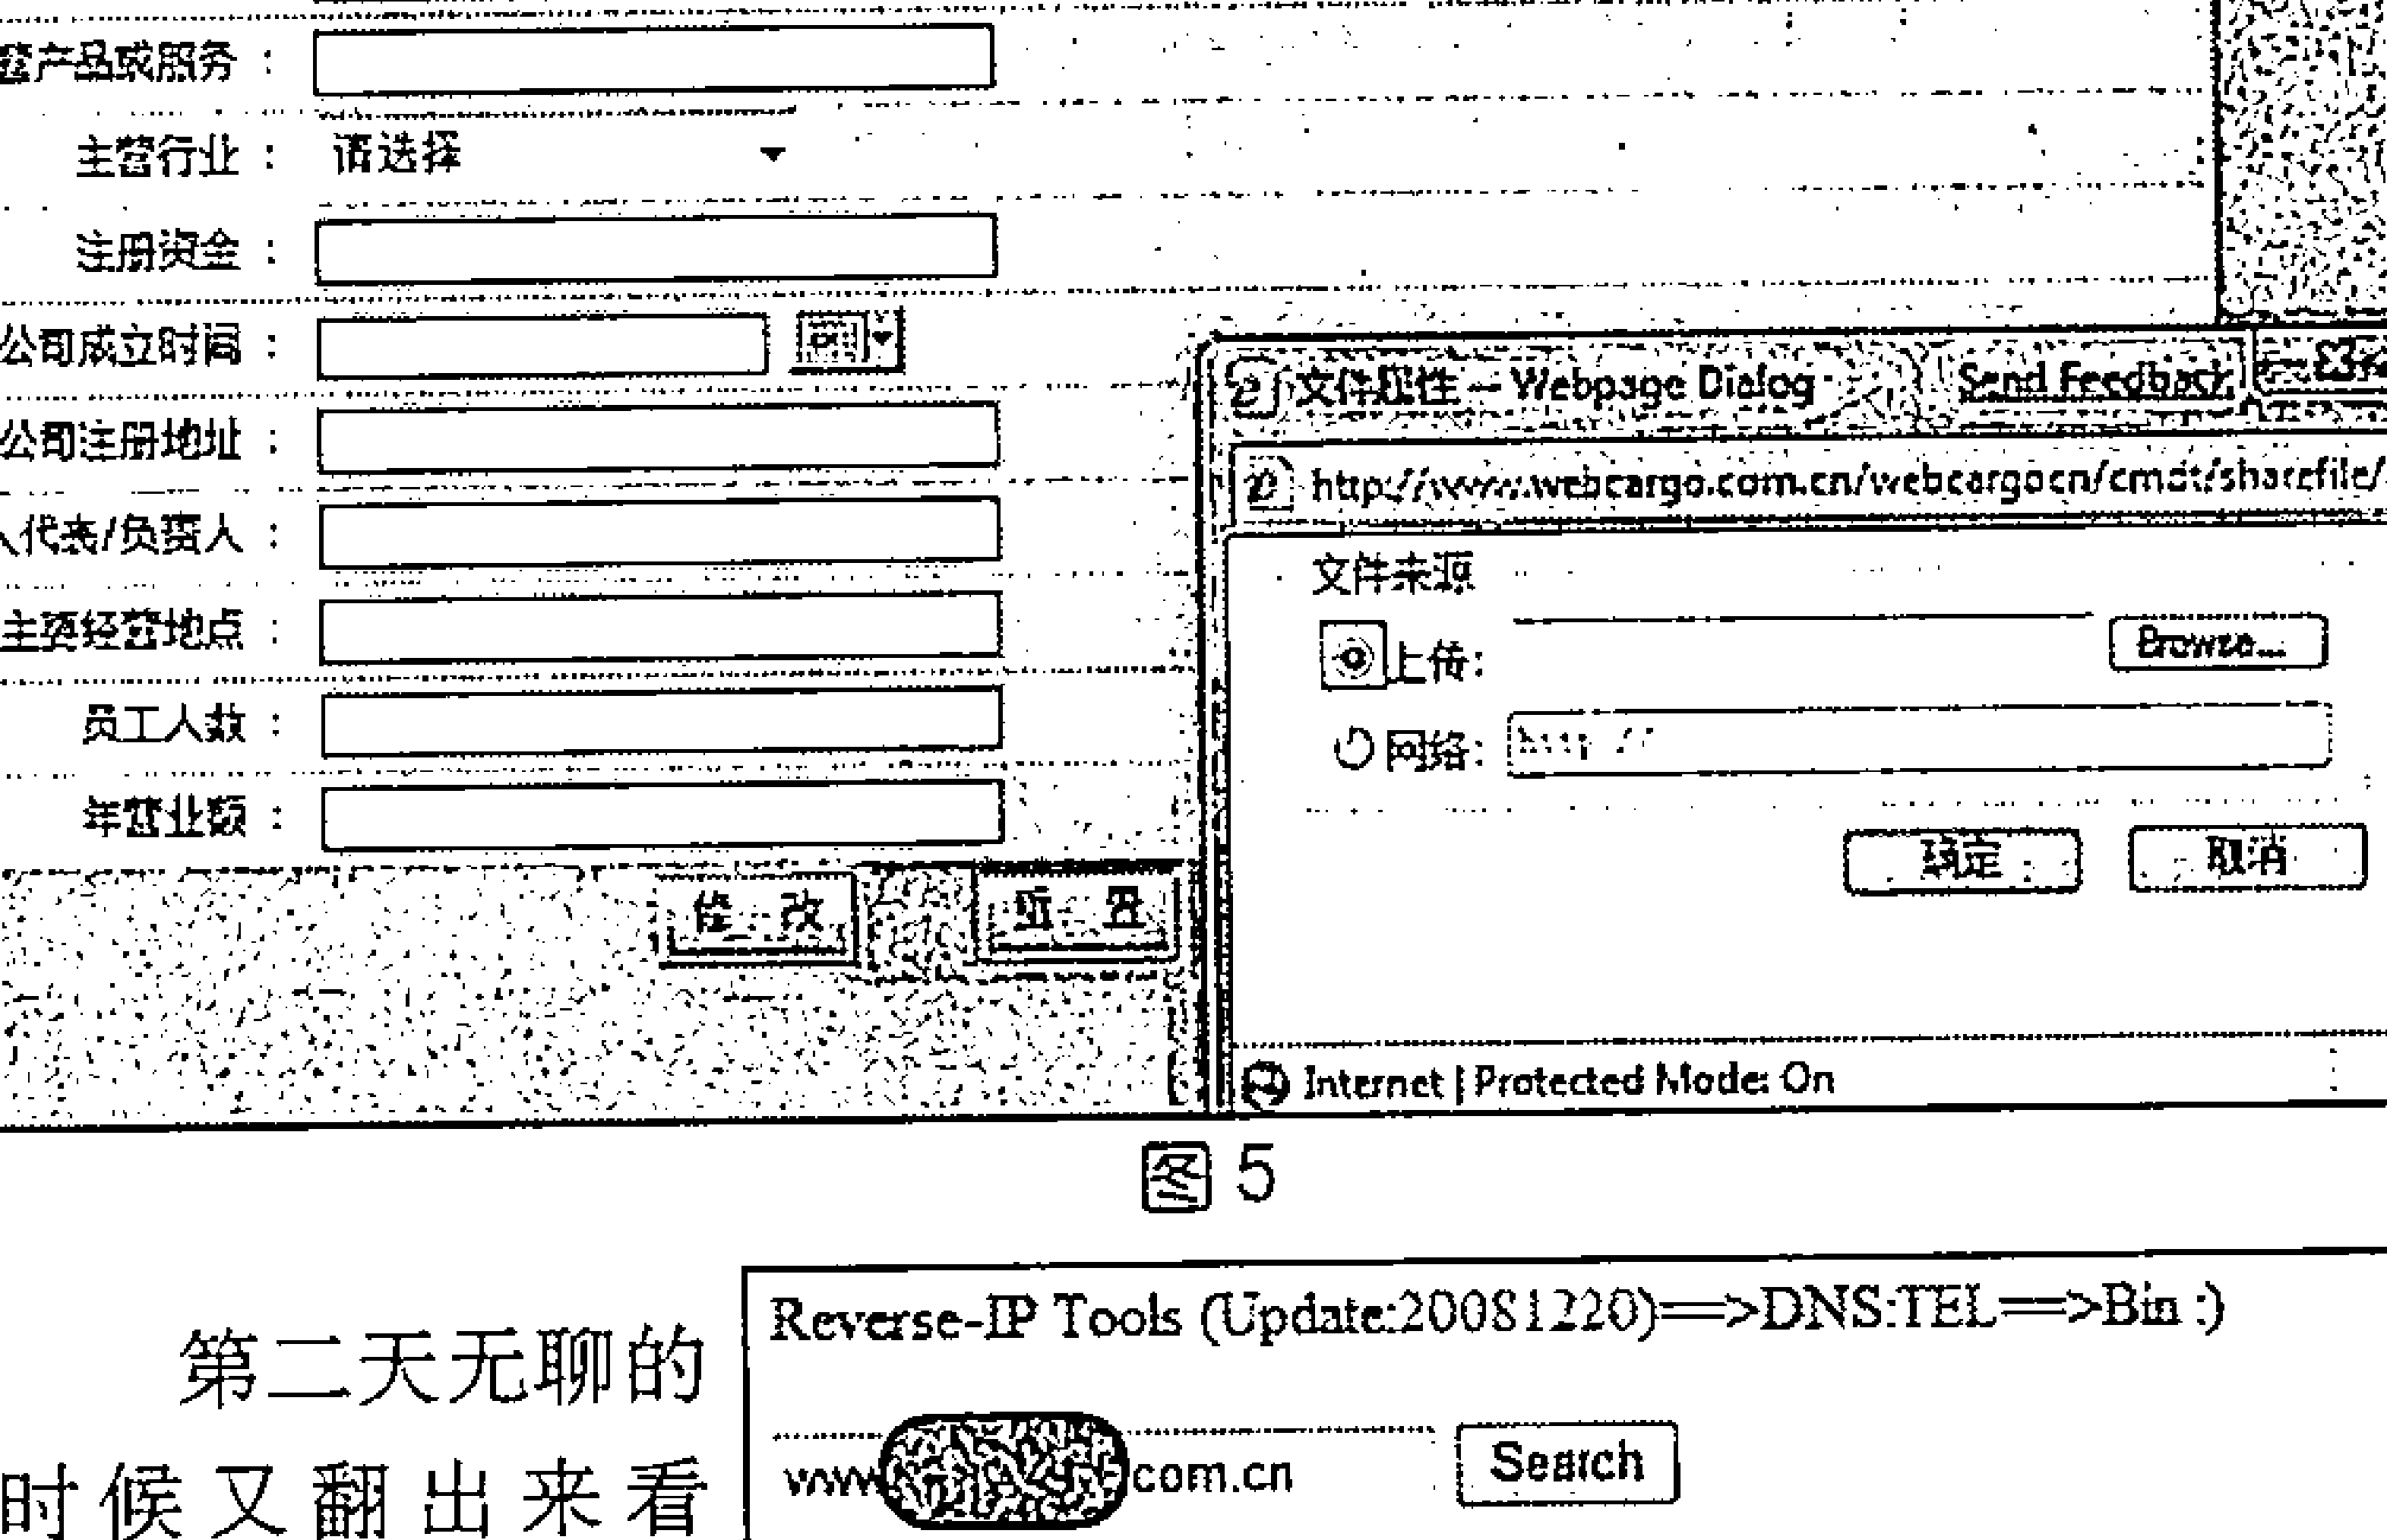 营产品或服务：
主营行业： 请选择
注册资金：
公司成立时间：
公司注册地址：
人代表/负责人：
主要经营地点：
员工人数：
年营业额：
修 改 重 置
文件属性 -- Webpage Dialog Send Feedback
http://www.webcargo.com.cn/webcargocn/cmdt/sharefile/
文件来源
上传： Browse...
网络： http://
确定 取消
Internet | Protected Mode: On
图 5
Reverse-IP Tools (Update:20081220)==>DNS:TEL==>Bin :)
第二天无聊的
www com.cn Search
时候又翻出来看